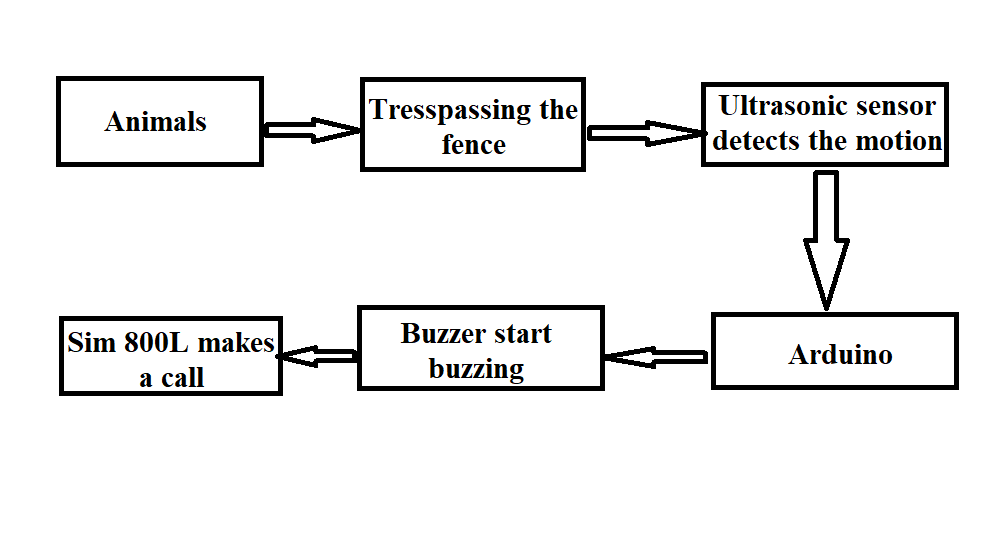 Animals
Tresspassing the
fence
Ultrasonic sensor
detects the motion
Arduino
Buzzer start
buzzing
Sim 800L makes
a call